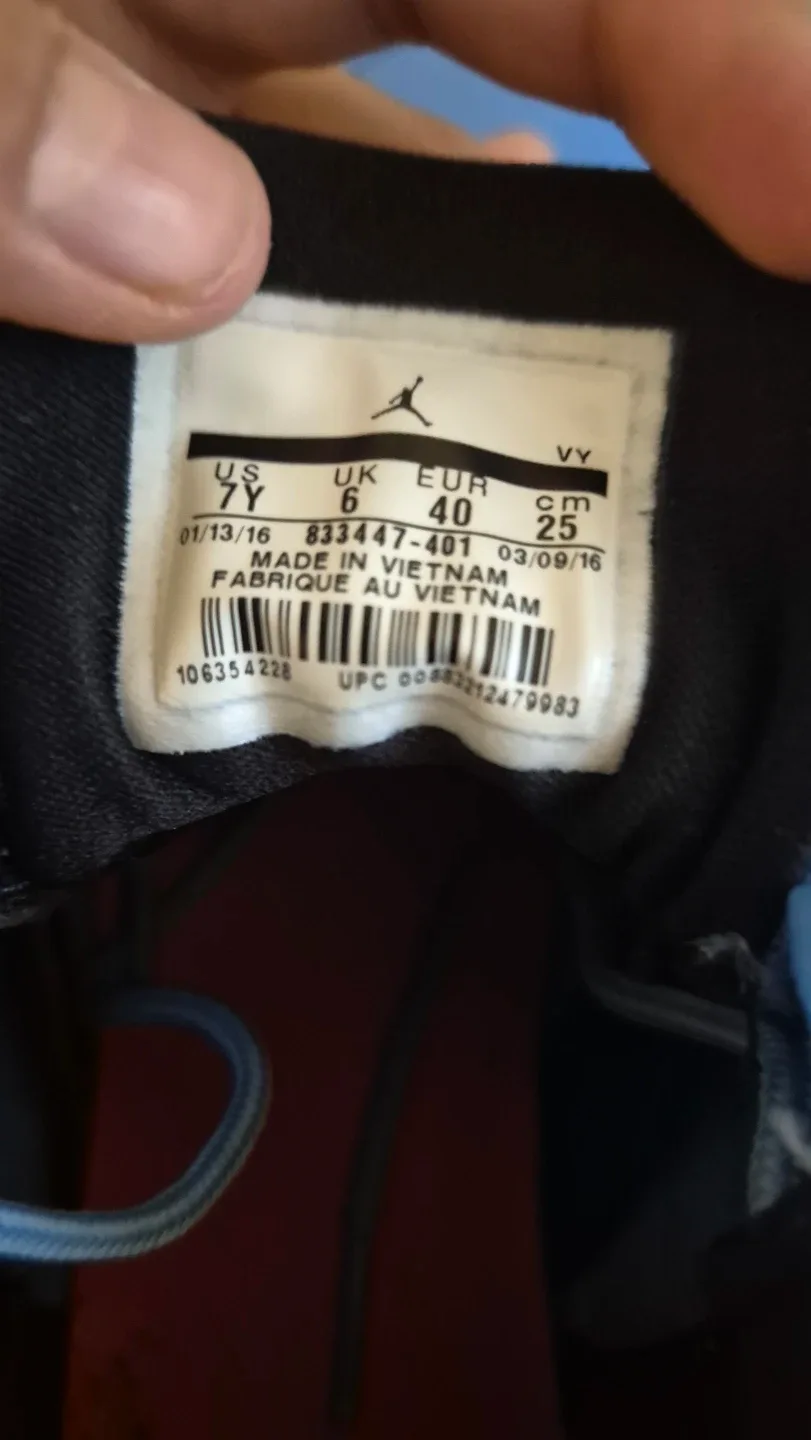 VY
US UK EUR cm
7Y 6 40 25
01/13/16 833447-401 03/09/16
MADE IN VIETNAM
FABRIQUE AU VIETNAM
106354228 UPC 00883212479983